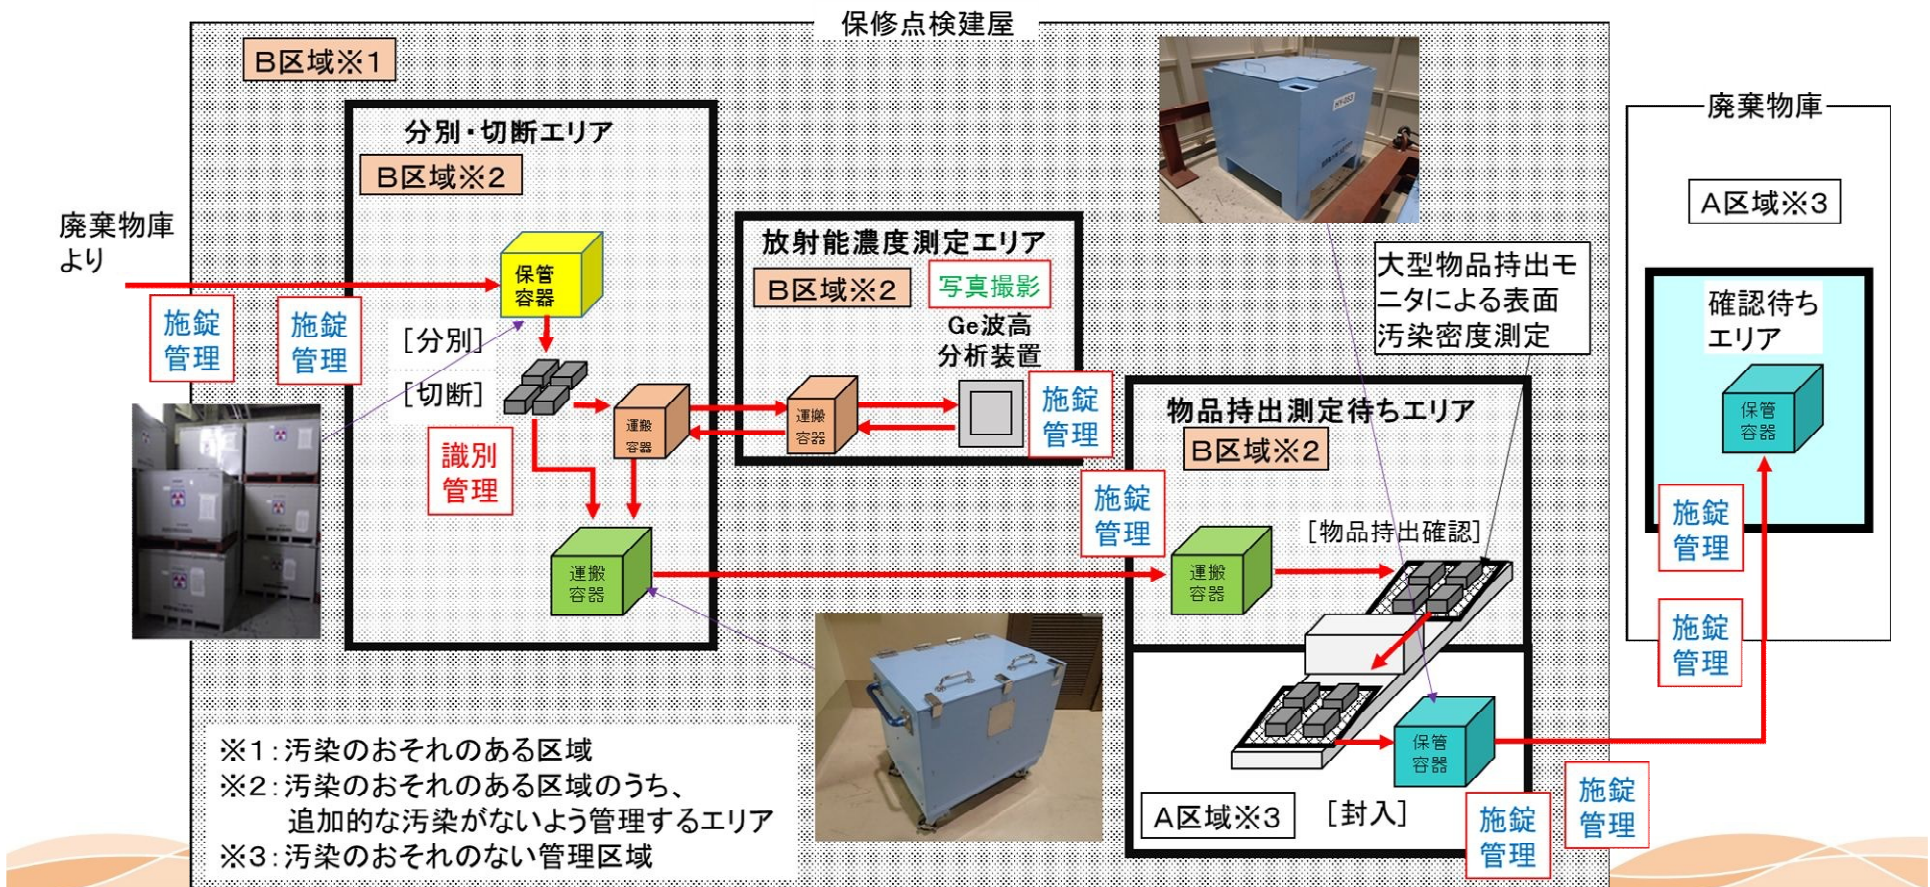 保修点検建屋
B区域※1
分別・切断エリア
B区域※2
廃棄物庫
より
施錠
管理
施錠
管理
保管
容器
[分別]
[切断]
識別
管理
運搬
容器
運搬
容器
放射能濃度測定エリア
B区域※2
写真撮影
Ge波高
分析装置
運搬
容器
施錠
管理
大型物品持出モ
ニタによる表面
汚染密度測定
物品持出測定待ちエリア
B区域※2
施錠
管理
[物品持出確認]
運搬
容器
保管
容器
A区域※3
[封入]
施錠
管理
施錠
管理
廃棄物庫
A区域※3
確認待ち
エリア
保管
容器
施錠
管理
施錠
管理
※1:汚染のおそれのある区域
※2:汚染のおそれのある区域のうち、
追加的な汚染がないよう管理するエリア
※3:汚染のおそれのない管理区域